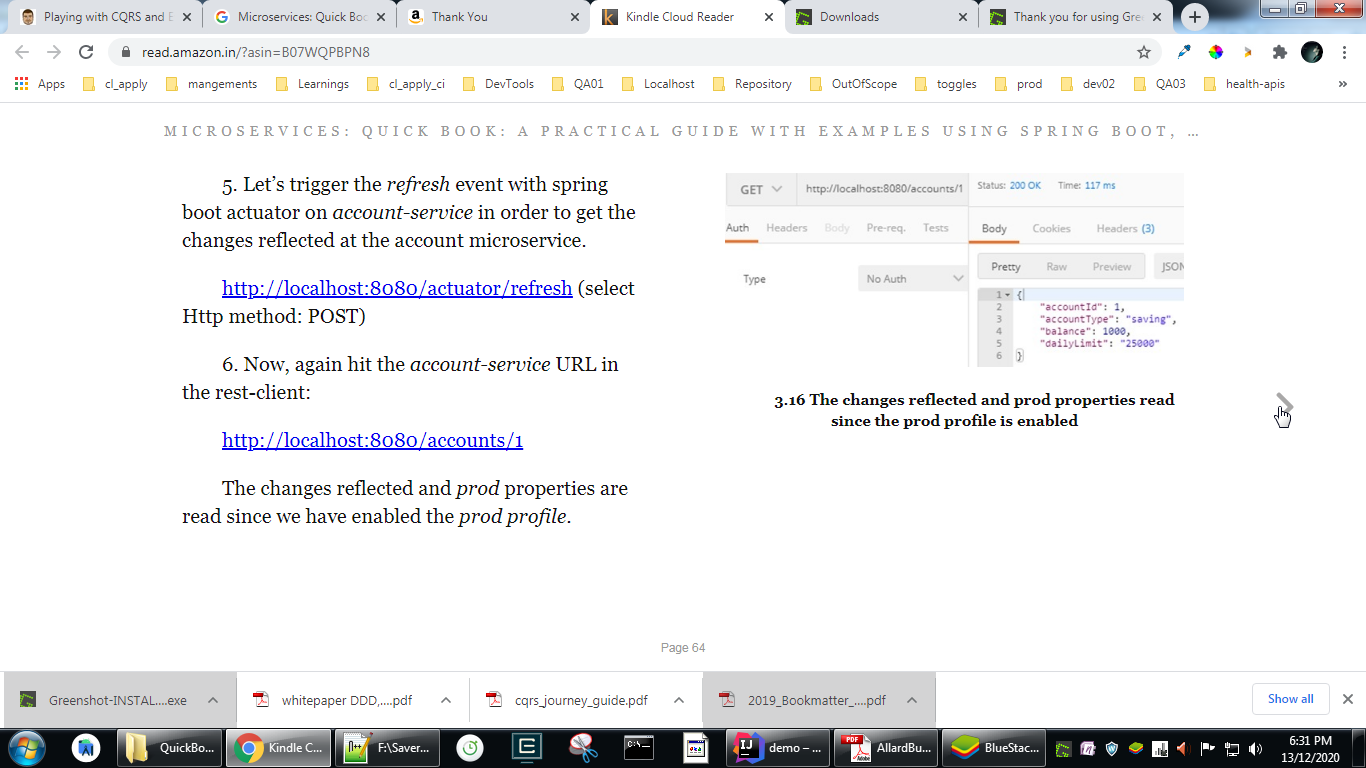 Playing with CQRS and E
Microservices: Quick Boo
Thank You
Kindle Cloud Reader
Downloads
Thank you for using Gre
read.amazon.in/?asin=B07WQPBPN8
Apps
cl_apply
mangements
Learnings
cl_apply_ci
DevTools
QA01
Localhost
Repository
OutOfScope
toggles
prod
dev02
QA03
health-apis
MICROSERVICES: QUICK BOOK: A PRACTICAL GUIDE WITH EXAMPLES USING SPRING BOOT, …
5. Let’s trigger the refresh event with spring
boot actuator on account-service in order to get the
changes reflected at the account microservice.
http://localhost:8080/actuator/refresh (select
Http method: POST)
6. Now, again hit the account-service URL in
the rest-client:
http://localhost:8080/accounts/1
The changes reflected and prod properties are
read since we have enabled the prod profile.
GET http://localhost:8080/accounts/1
Auth Headers Body Pre-req. Tests
Type No Auth
Status: 200 OK Time: 117 ms
Body Cookies Headers (3)
Pretty Raw Preview JSON
1 {
2 "accountId": 1,
3 "accountType": "saving",
4 "balance": 1000,
5 "dailyLimit": "25000"
6 }
3.16 The changes reflected and prod properties read
since the prod profile is enabled
Page 64
Greenshot-INSTAL....exe
whitepaper DDD,....pdf
cqrs_journey_guide.pdf
2019_Bookmatter_....pdf
Show all
QuickBo...
Kindle C...
F:\Saver...
C:\-
demo – ...
AllardBu...
BlueStac...
6:31 PM
13/12/2020